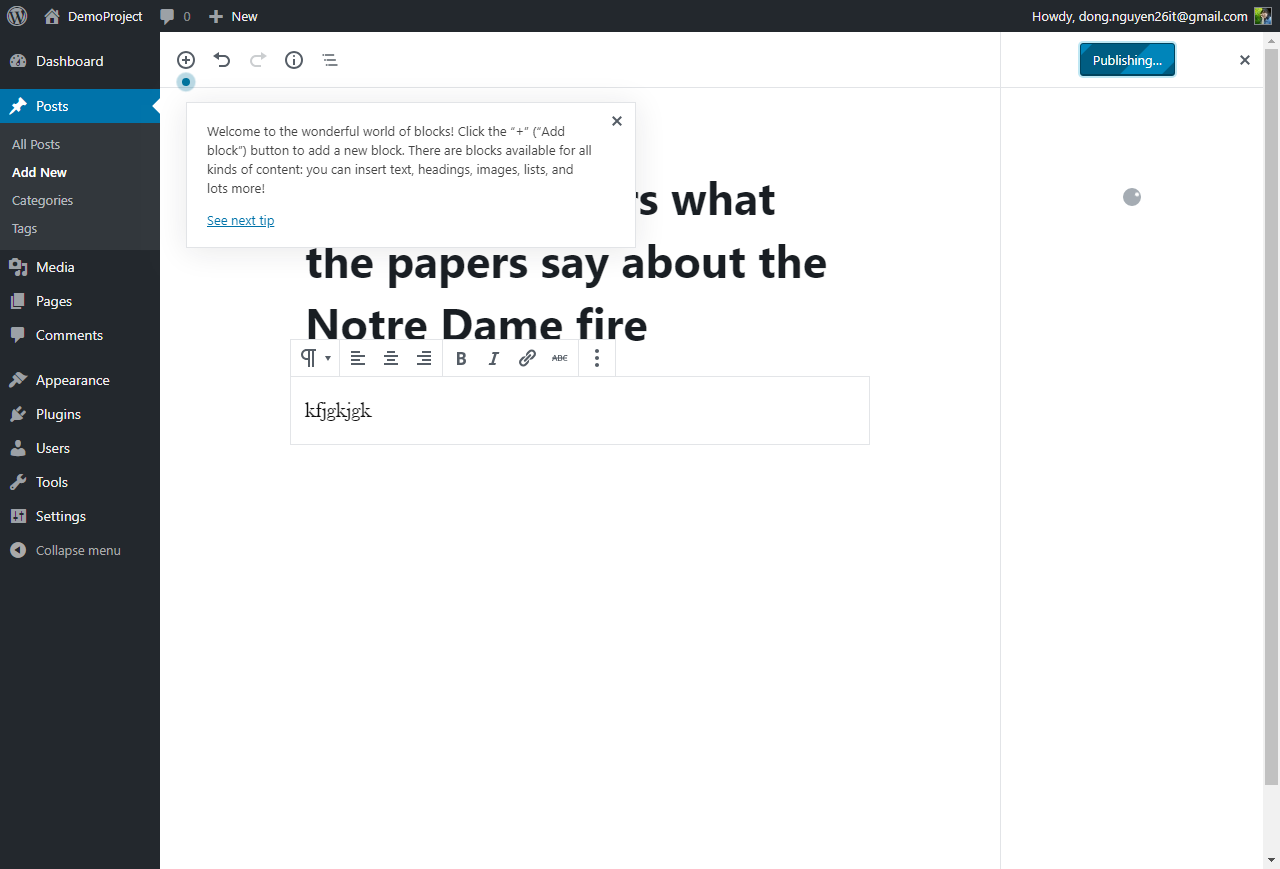 DemoProject
0
New
Howdy, dong.nguyen26it@gmail.com
Dashboard
Posts
All Posts
Add New
Categories
Tags
Media
Pages
Comments
Appearance
Plugins
Users
Tools
Settings
Collapse menu
Publishing...
Welcome to the wonderful world of blocks! Click the “+” (“Add
block”) button to add a new block. There are blocks available for all
kinds of content: you can insert text, headings, images, lists, and
lots more!
See next tip
what
the papers say about the
Notre Dame fire
B I ABC
kfjgkjgk